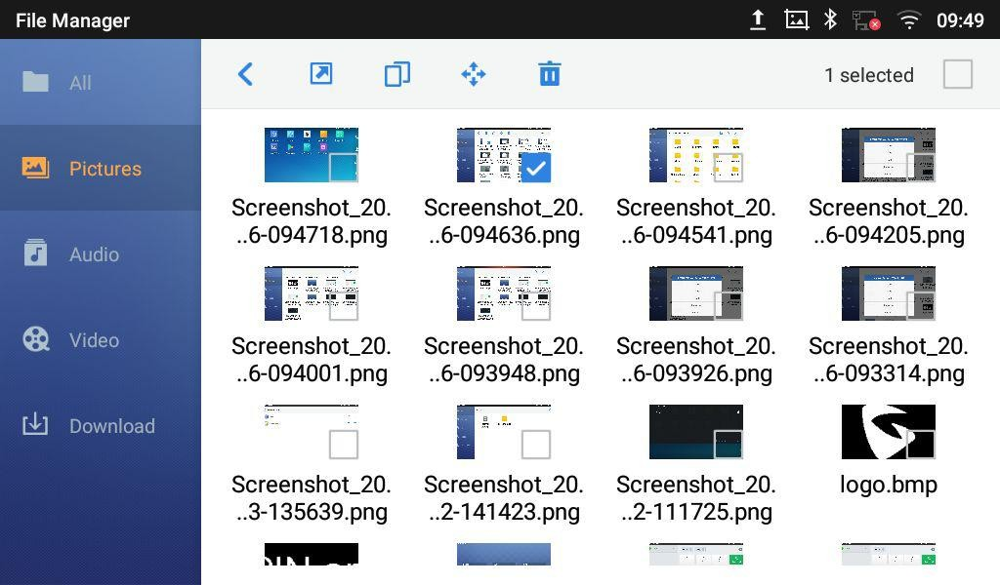 File Manager
09:49
All
1 selected
Pictures
Screenshot_20.
..6-094718.png
Screenshot_20.
..6-094636.png
Screenshot_20.
..6-094541.png
Screenshot_20.
..6-094205.png
Audio
Screenshot_20.
..6-094001.png
Screenshot_20.
..6-093948.png
Screenshot_20.
..6-093926.png
Screenshot_20.
..6-093314.png
Video
Download
Screenshot_20.
..3-135639.png
Screenshot_20.
..2-141423.png
Screenshot_20.
..2-111725.png
logo.bmp